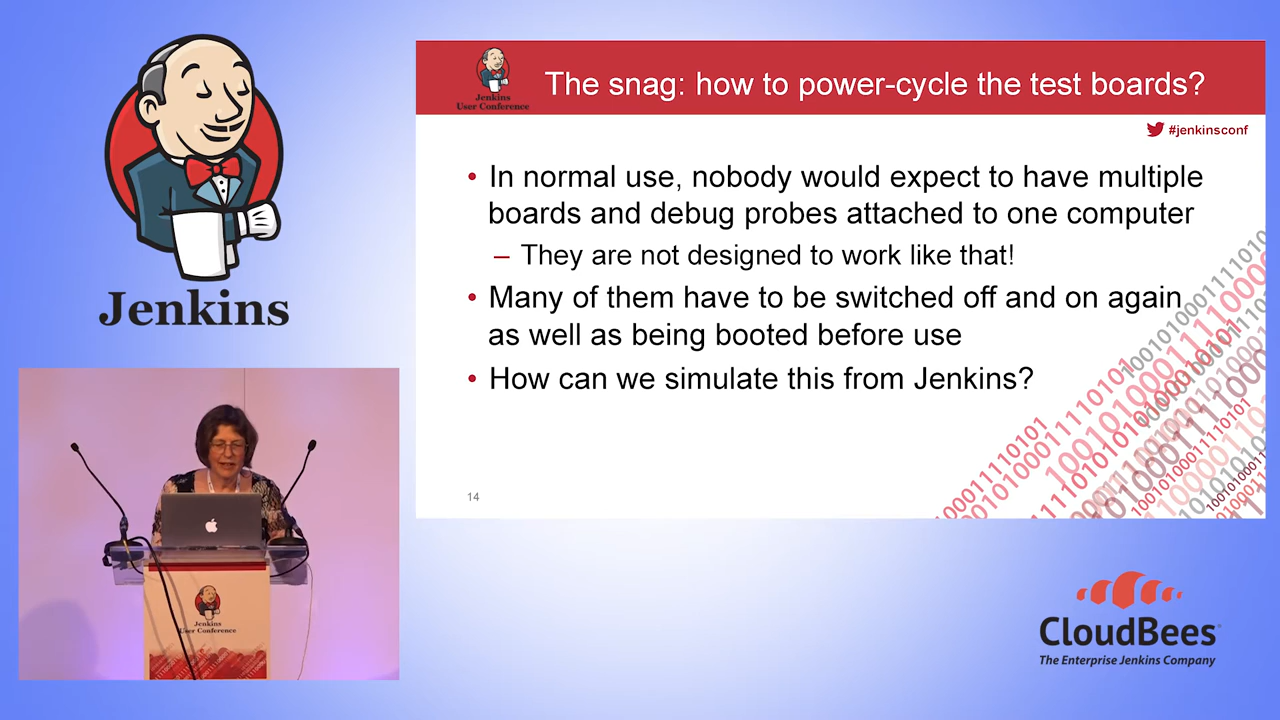 Jenkins
Jenkins
User Conference
The snag: how to power-cycle the test boards?
#jenkinsconf
• In normal use, nobody would expect to have multiple
boards and debug probes attached to one computer
– They are not designed to work like that!
• Many of them have to be switched off and on again
as well as being booted before use
• How can we simulate this from Jenkins?
14
Jenkins
User Conference
CloudBees
The Enterprise Jenkins Company